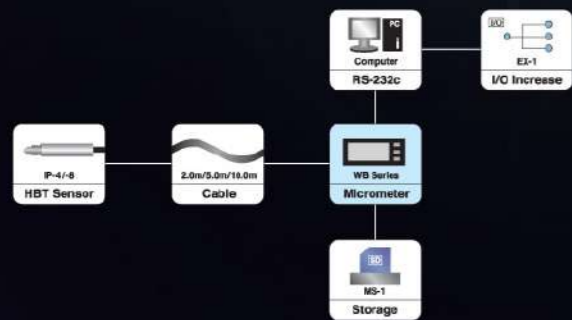 PC
Computer
RS-232c
I/O
EX-1
I/O Increase
IP-4/-8
HBT Sensor
2.0m/5.0m/10.0m
Cable
WB Series
Micrometer
SD
MS-1
Storage